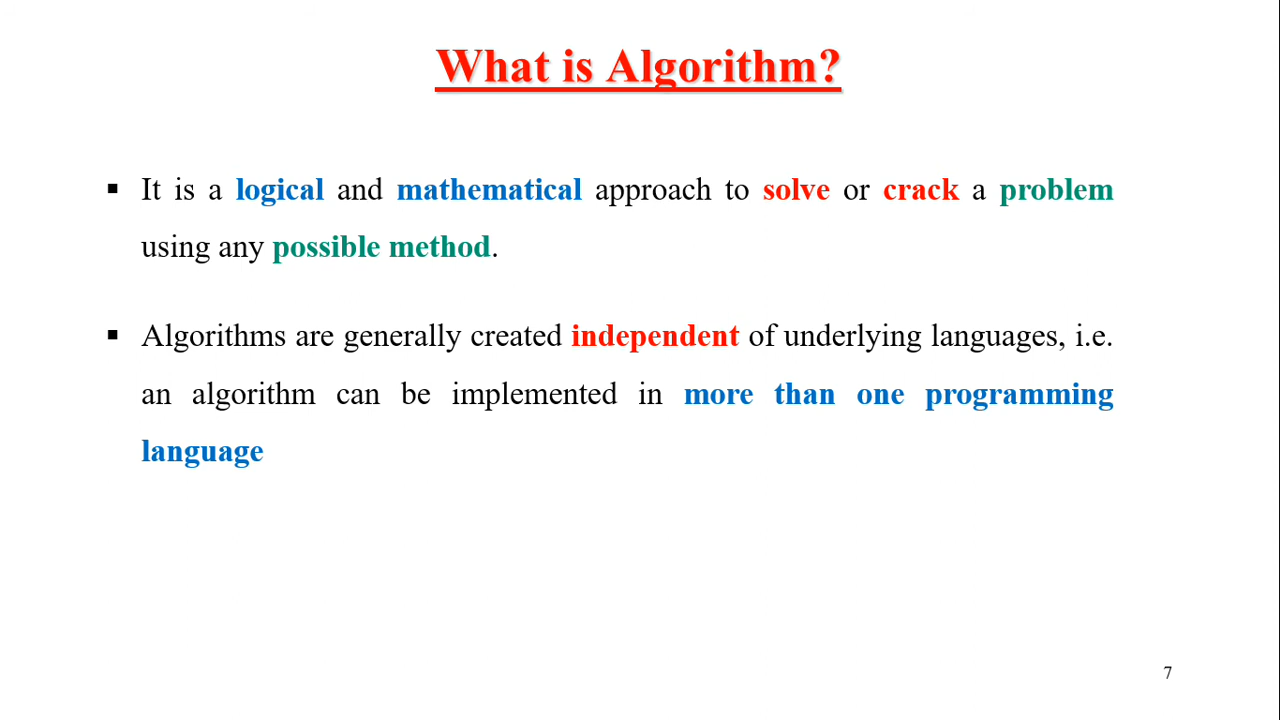 What is Algorithm?
▪ It is a logical and mathematical approach to solve or crack a problem
using any possible method.
▪ Algorithms are generally created independent of underlying languages, i.e.
an algorithm can be implemented in more than one programming
language
7